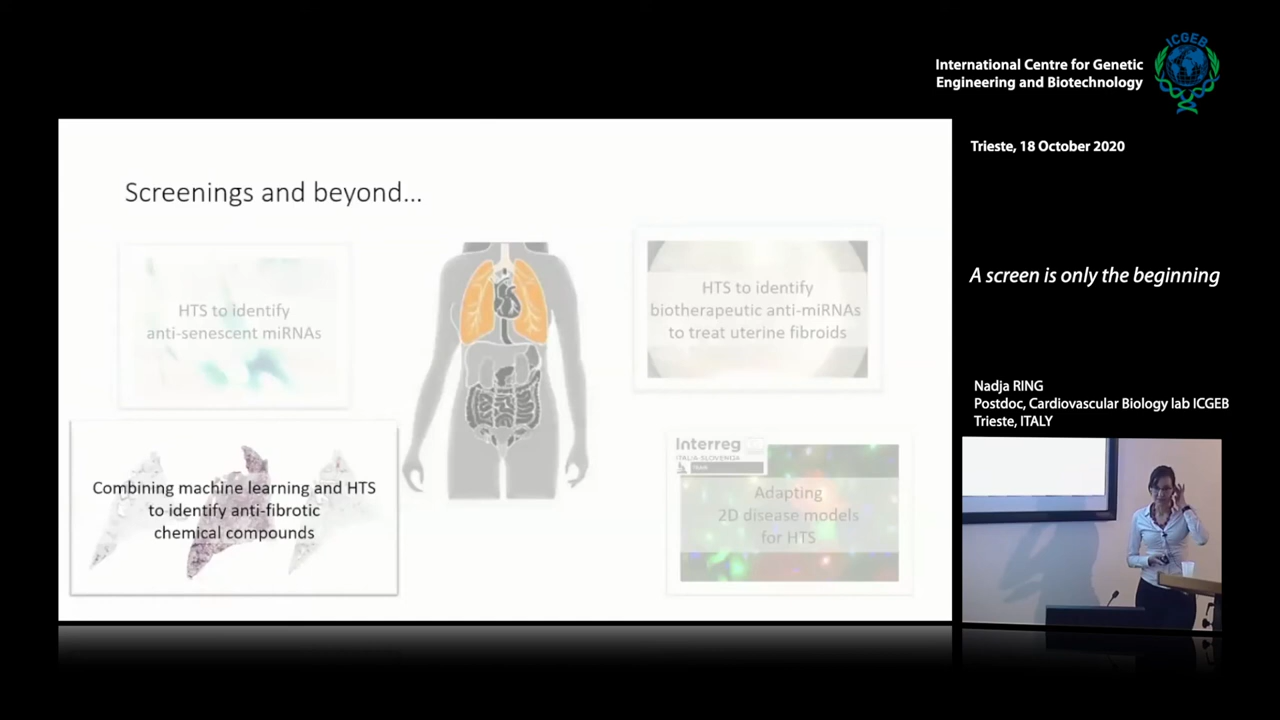 ICGEB
International Centre for Genetic
Engineering and Biotechnology
Trieste, 18 October 2020
Screenings and beyond...
HTS to identify
anti-senescent miRNAs
HTS to identify
biotherapeutic anti-miRNAs
to treat uterine fibroids
Combining machine learning and HTS
to identify anti-fibrotic
chemical compounds
Interreg
ITALIA-SLOVENIJA
Adapting
2D disease models
for HTS
A screen is only the beginning
Nadja RING
Postdoc, Cardiovascular Biology lab ICGEB
Trieste, ITALY